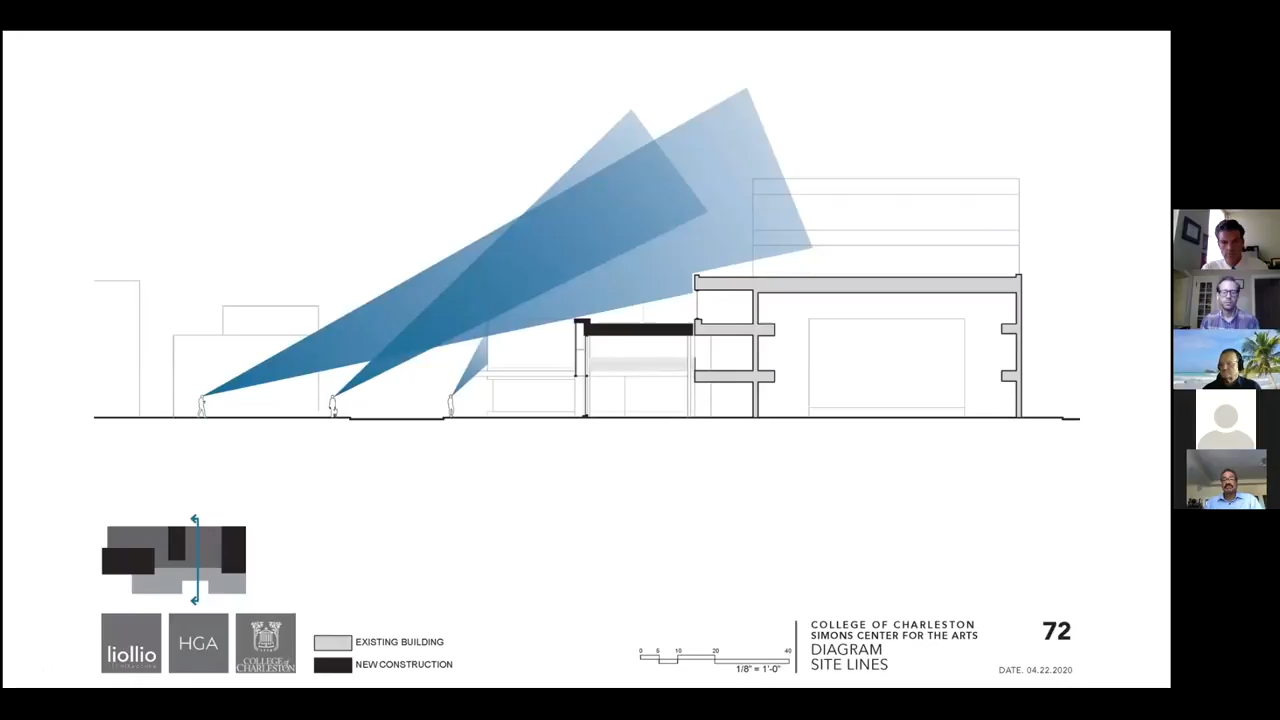 liollio
HGA
COLLEGE of
CHARLESTON
EXISTING BUILDING
NEW CONSTRUCTION
0 5 10 20 40
1/8" = 1'-0"
COLLEGE OF CHARLESTON
SIMONS CENTER FOR THE ARTS
DIAGRAM
SITE LINES
72
DATE. 04.22.2020